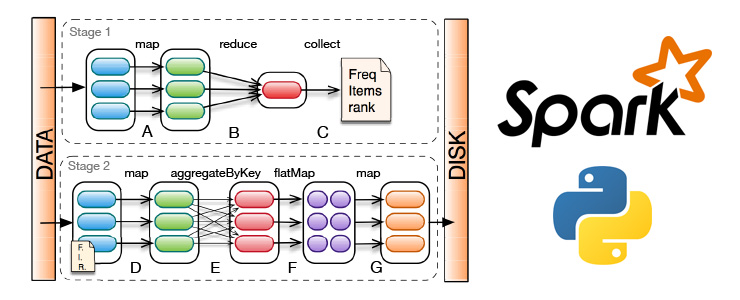 Stage 1
map
reduce
collect
Freq
Items
rank
A
B
C
DATA
DISK
Stage 2
map
aggregateByKey
flatMap
map
F.
I.
R.
D
E
F
G
Spark